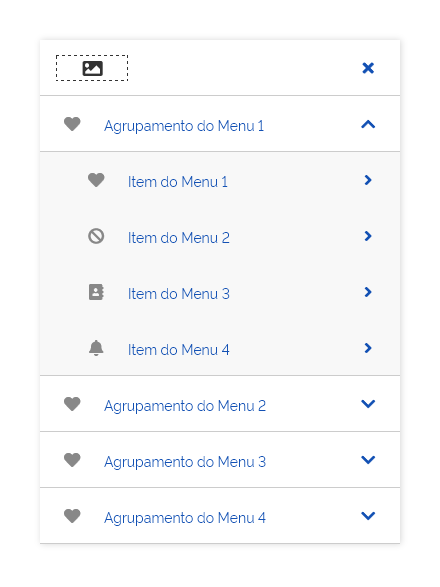 Agrupamento do Menu 1
Item do Menu 1
Item do Menu 2
Item do Menu 3
Item do Menu 4
Agrupamento do Menu 2
Agrupamento do Menu 3
Agrupamento do Menu 4